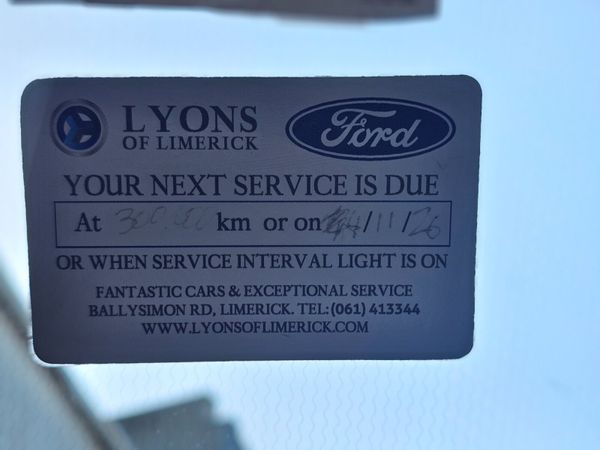 LYONS
OF LIMERICK
Ford
YOUR NEXT SERVICE IS DUE
At km or on /11/26
OR WHEN SERVICE INTERVAL LIGHT IS ON
FANTASTIC CARS & EXCEPTIONAL SERVICE
BALLYSIMON RD, LIMERICK. TEL: (061) 413344
WWW.LYONSOFLIMERICK.COM